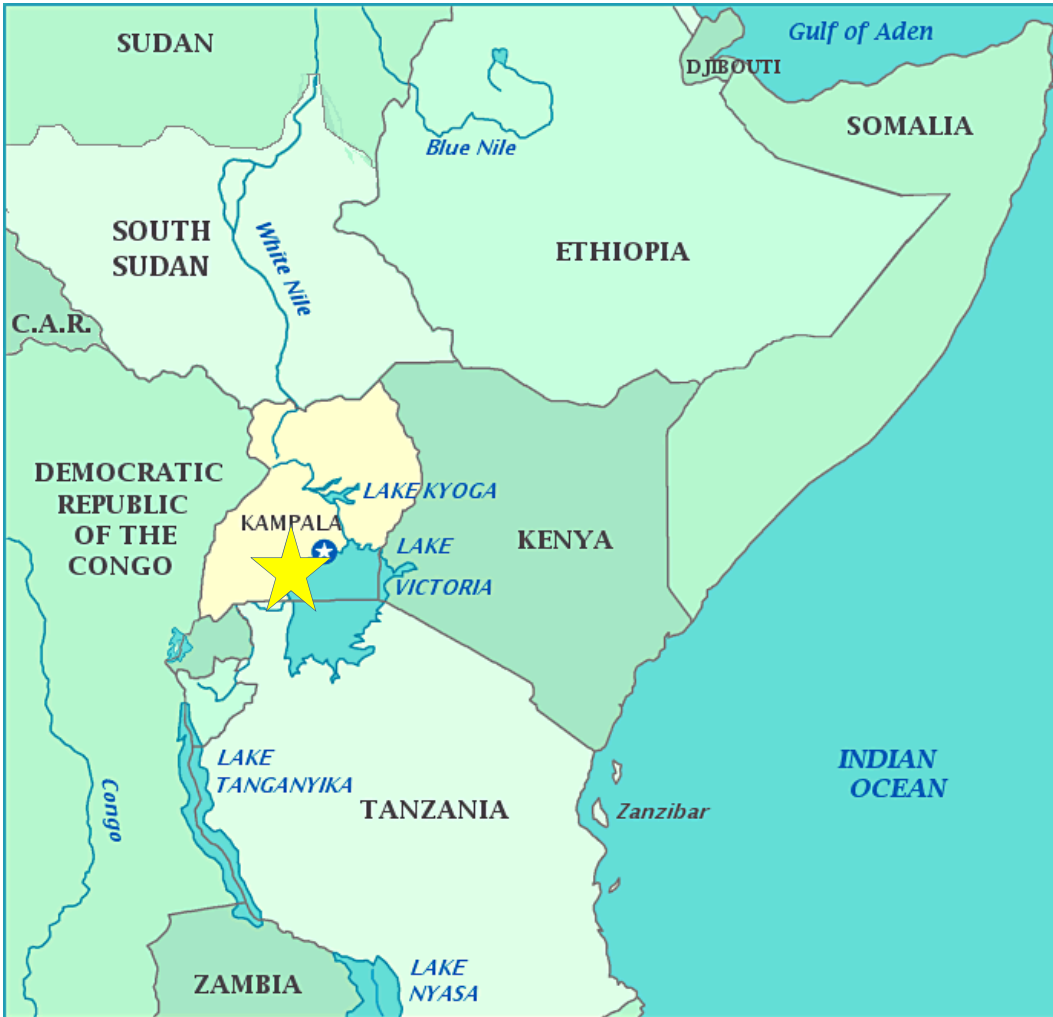 SUDAN
Gulf of Aden
DJIBOUTI
SOMALIA
Blue Nile
SOUTH
SUDAN
White Nile
ETHIOPIA
C.A.R.
DEMOCRATIC
REPUBLIC
OF THE
CONGO
LAKE KYOGA
KAMPALA
KENYA
LAKE
VICTORIA
LAKE
TANGANYIKA
INDIAN
OCEAN
Congo
TANZANIA
Zanzibar
ZAMBIA
LAKE
NYASA